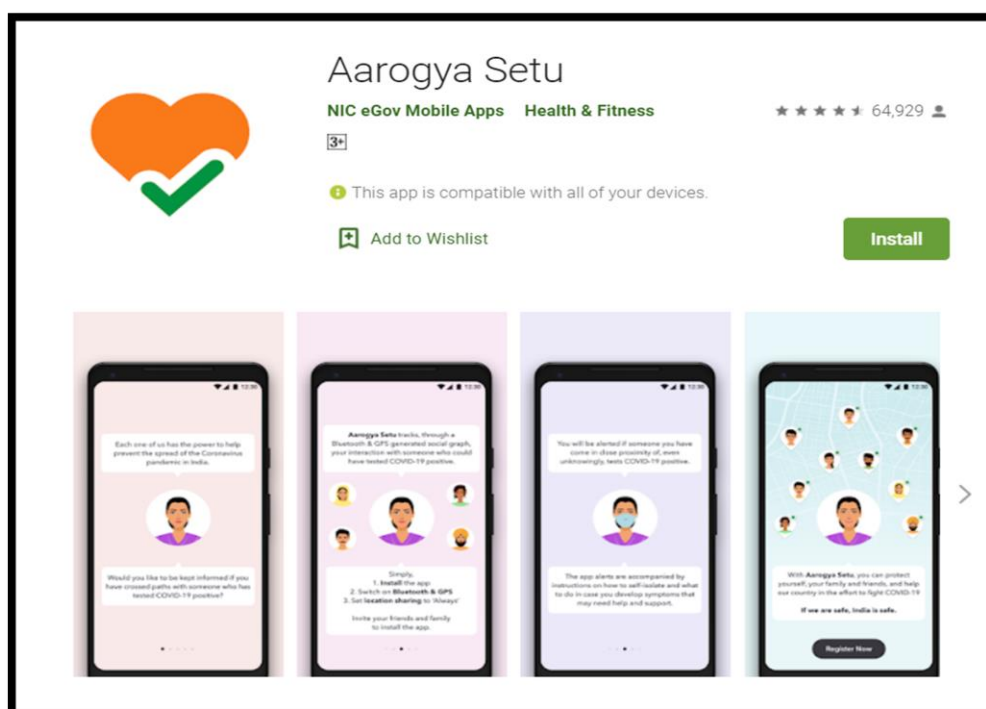 Aarogya Setu
NIC eGov Mobile Apps Health & Fitness
64,929
3+
This app is compatible with all of your devices.
Add to Wishlist
Install
12:30
Each one of us has the power to help
prevent the spread of the Coronavirus
pandemic in India.
Would you like to be kept informed if you
have crossed paths with someone who has
tested COVID-19 positive?
12:30
Aarogya Setu tracks, through a
Bluetooth & GPS generated social graph,
your interaction with someone who could
have tested COVID-19 positive.
Simply,
1. Install the app
2. Switch on Bluetooth & GPS
3. Set location sharing to 'Always'
Invite your friends and family
to install the app.
12:30
You will be alerted if someone you have
come in close proximity of, even
unknowingly, tests COVID-19 positive.
The app alerts are accompanied by
instructions on how to self-isolate and what
to do in case you develop symptoms that
may need help and support.
12:30
With Aarogya Setu, you can protect
yourself, your family and friends, and help
our country in the effort to fight COVID-19
If we are safe, India is safe.
Register Now